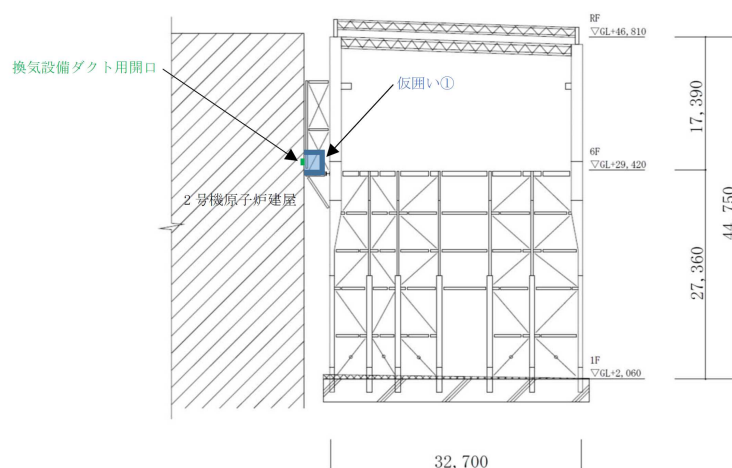 RF
▽GL+46,810
換気設備ダクト用開口
仮囲い①
17,390
6F
▽GL+29,420
2号機原子炉建屋
44,750
27,360
1F
▽GL+2,060
32,700